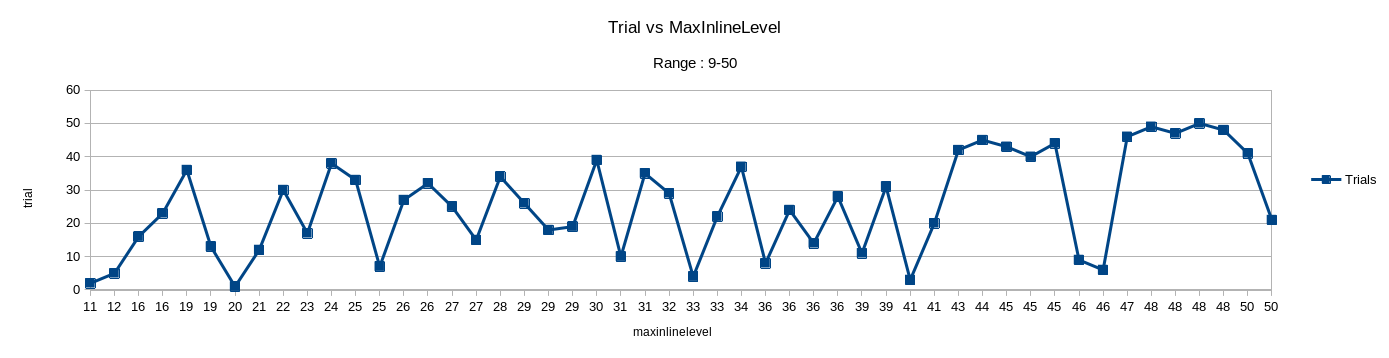 Trial vs MaxInlineLevel
Range : 9-50
60
50
40
30
20
10
0
trial
11 12 16 16 19 19 20 21 22 23 24 25 25 26 26 27 27 28 29 29 29 30 31 31 32 33 33 34 36 36 36 38 39 39 41 41 43 44 45 45 45 46 46 47 48 48 48 48 50 50
maxinlinelevel
Trials